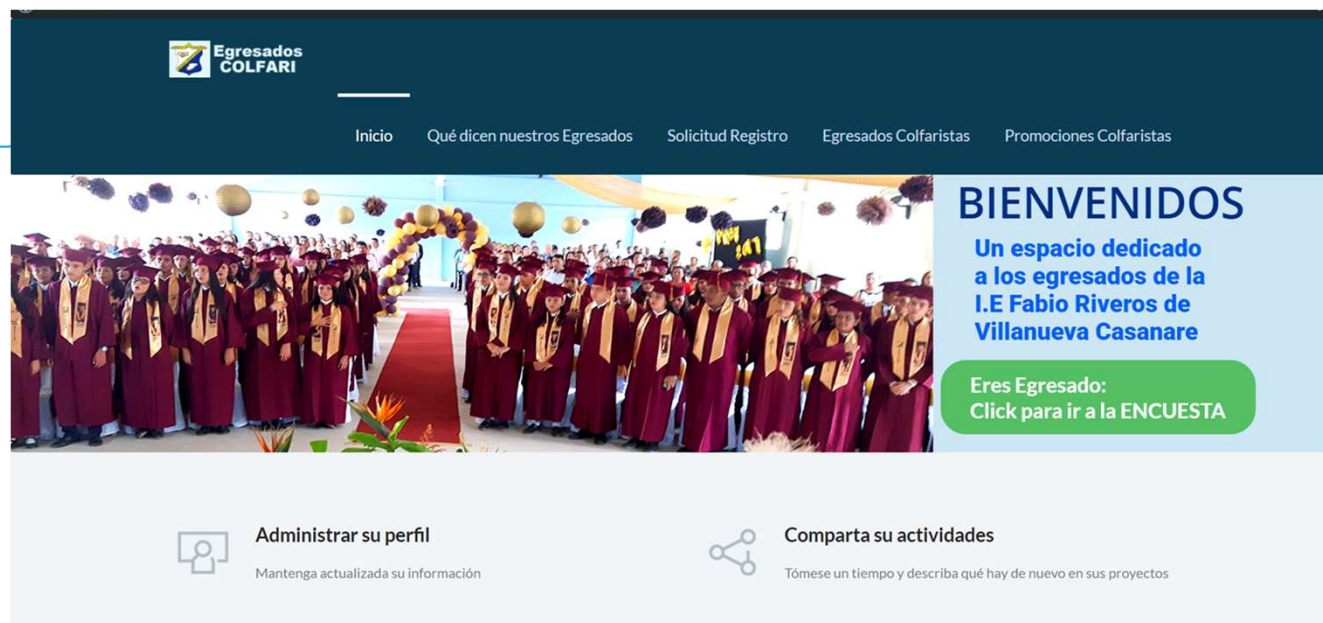 Egresados
COLFARI
Inicio Qué dicen nuestros Egresados Solicitud Registro Egresados Colfaristas Promociones Colfaristas
BIENVENIDOS
Un espacio dedicado
a los egresados de la
I.E Fabio Riveros de
Villanueva Casanare
Eres Egresado:
Click para ir a la ENCUESTA
Administrar su perfil
Mantenga actualizada su información
Comparta su actividades
Tómese un tiempo y describa qué hay de nuevo en sus proyectos